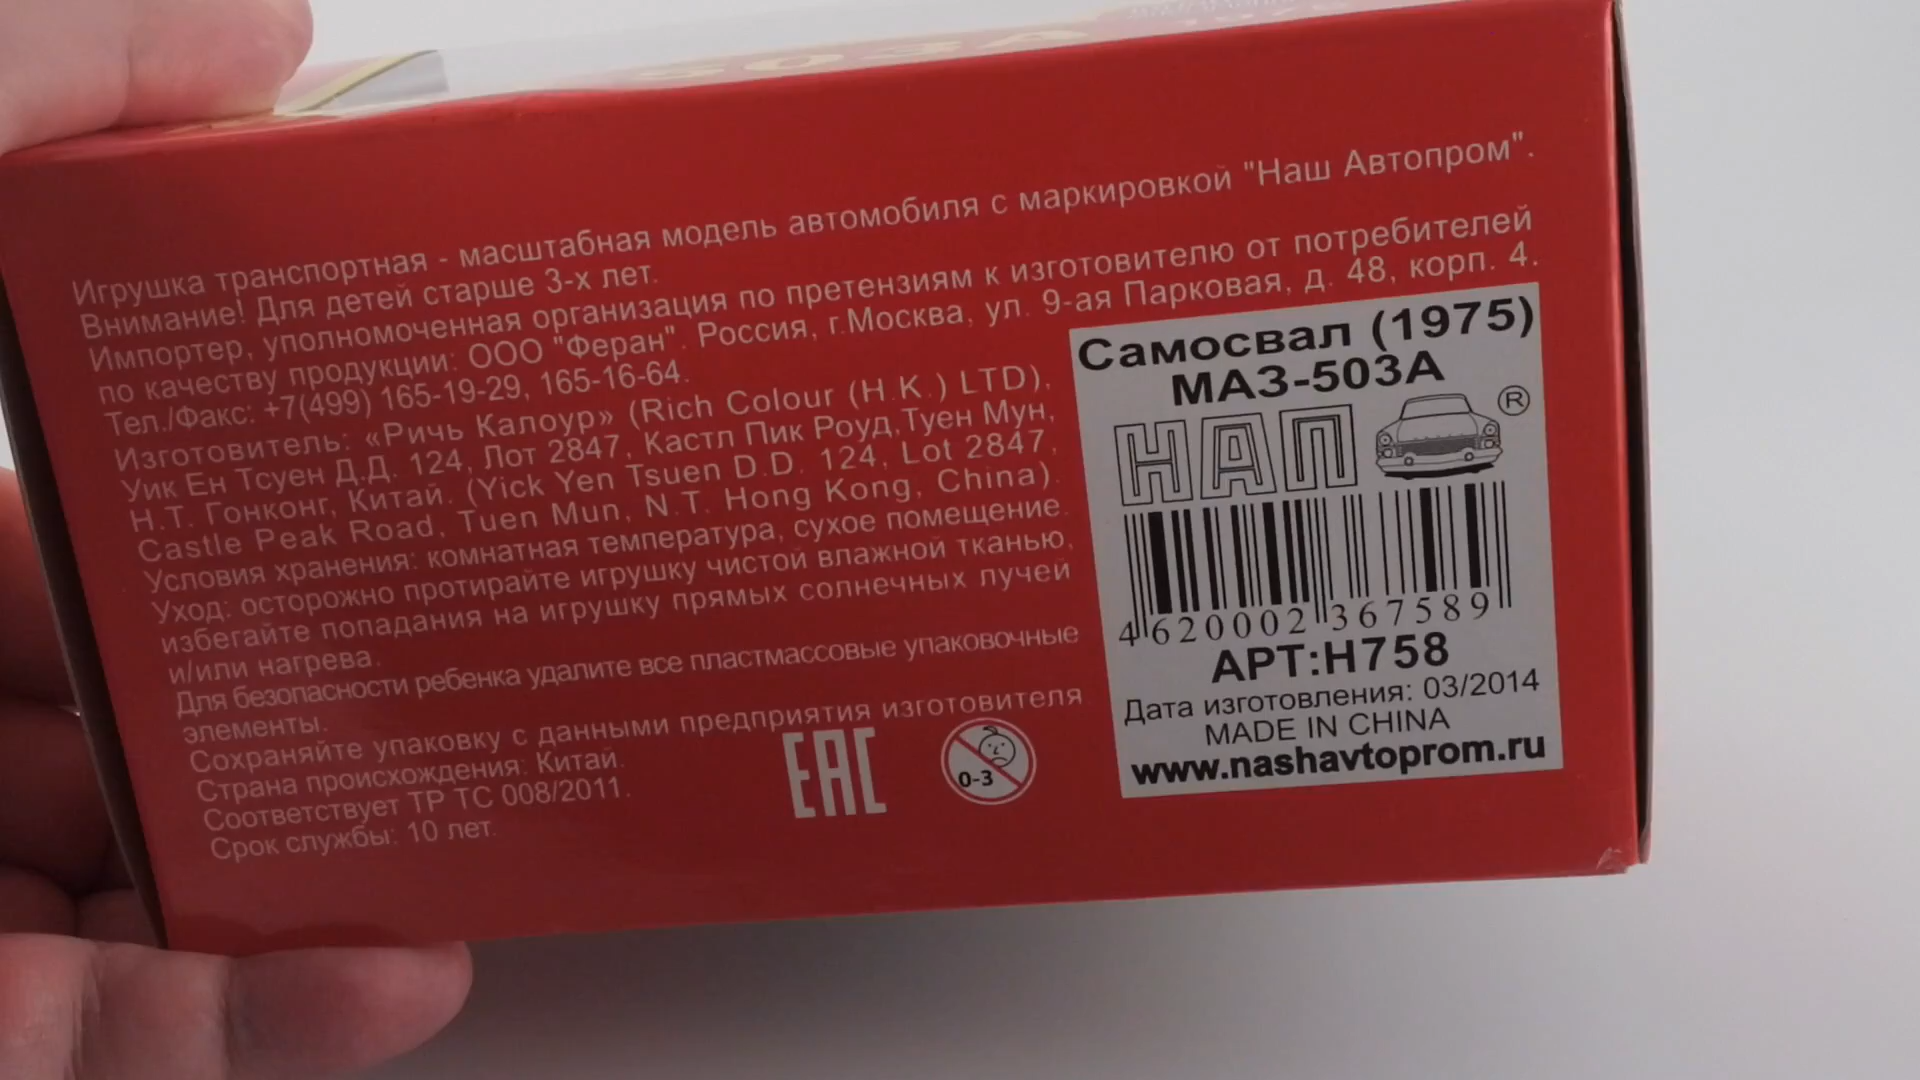 503А
Игрушка транспортная - масштабная модель автомобиля с маркировкой "Наш Автопром".
Внимание! Для детей старше 3-х лет.
Импортер, уполномоченная организация по претензиям к изготовителю от потребителей
по качеству продукции: ООО "Феран". Россия, г.Москва, ул. 9-ая Парковая, д. 48, корп. 4.
Тел./Факс: +7(499) 165-19-29, 165-16-64.
Изготовитель: «Ричь Калоур» (Rich Colour (H.K.) LTD),
Уик Ен Тсуен Д.Д. 124, Лот 2847, Кастл Пик Роуд,Туен Мун,
Н.Т. Гонконг, Китай. (Yick Yen Tsuen D.D. 124, Lot 2847,
Castle Peak Road, Tuen Mun, N.T. Hong Kong, China).
Условия хранения: комнатная температура, сухое помещение.
Уход: осторожно протирайте игрушку чистой влажной тканью,
избегайте попадания на игрушку прямых солнечных лучей
и/или нагрева.
Для безопасности ребенка удалите все пластмассовые упаковочные
элементы.
Сохраняйте упаковку с данными предприятия изготовителя
Страна происхождения: Китай.
Соответствует ТР ТС 008/2011.
Срок службы: 10 лет.
EAC
0-3
Самосвал (1975)
МАЗ-503А
НАП ®
4 620002 367589
АРТ:Н758
Дата изготовления: 03/2014
MADE IN CHINA
www.nashavtoprom.ru